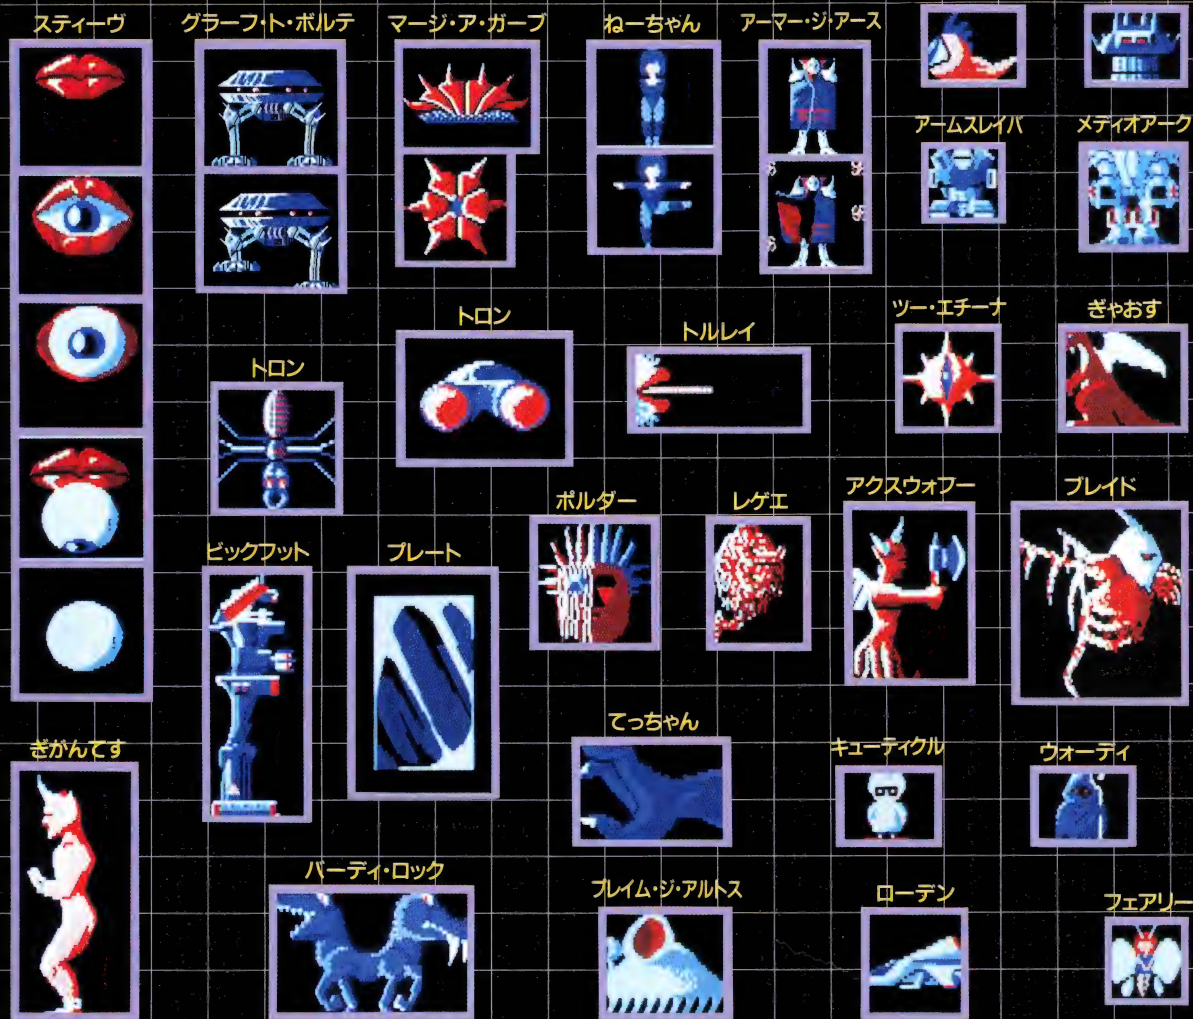 スティーヴ
グラーフ・ト・ボルテ
マージ・ア・ガーブ
ねーちゃん
アーマー・ジ・アース
アームスレイバ
メディオアーク
トロン
トロン
トルレイ
ツー・エチーナ
ぎゃおす
ビックフット
プレート
ポルダー
レゲエ
アクスウォフー
ブレイド
ぎがんてす
てっちゃん
キューティクル
ウォーディ
バーディ・ロック
ブレイム・ジ・アルトス
ローデン
フェアリー